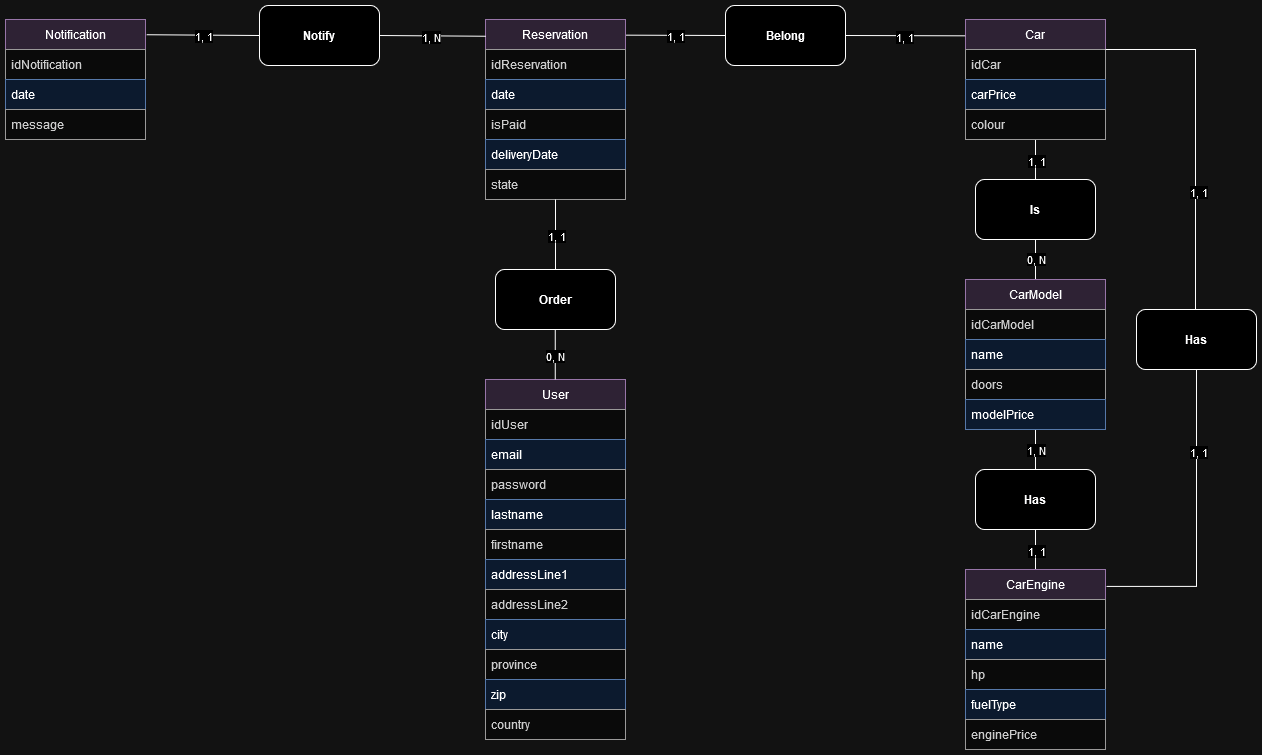 Notification
idNotification
date
message
1, 1
Notify
1, N
Reservation
idReservation
date
isPaid
deliveryDate
state
1, 1
Belong
1, 1
Car
idCar
carPrice
colour
1, 1
Order
0, N
User
idUser
email
password
lastname
firstname
addressLine1
addressLine2
city
province
zip
country
1, 1
Is
0, N
CarModel
idCarModel
name
doors
modelPrice
1, N
Has
1, 1
CarEngine
idCarEngine
name
hp
fuelType
enginePrice
1, 1
Has
1, 1